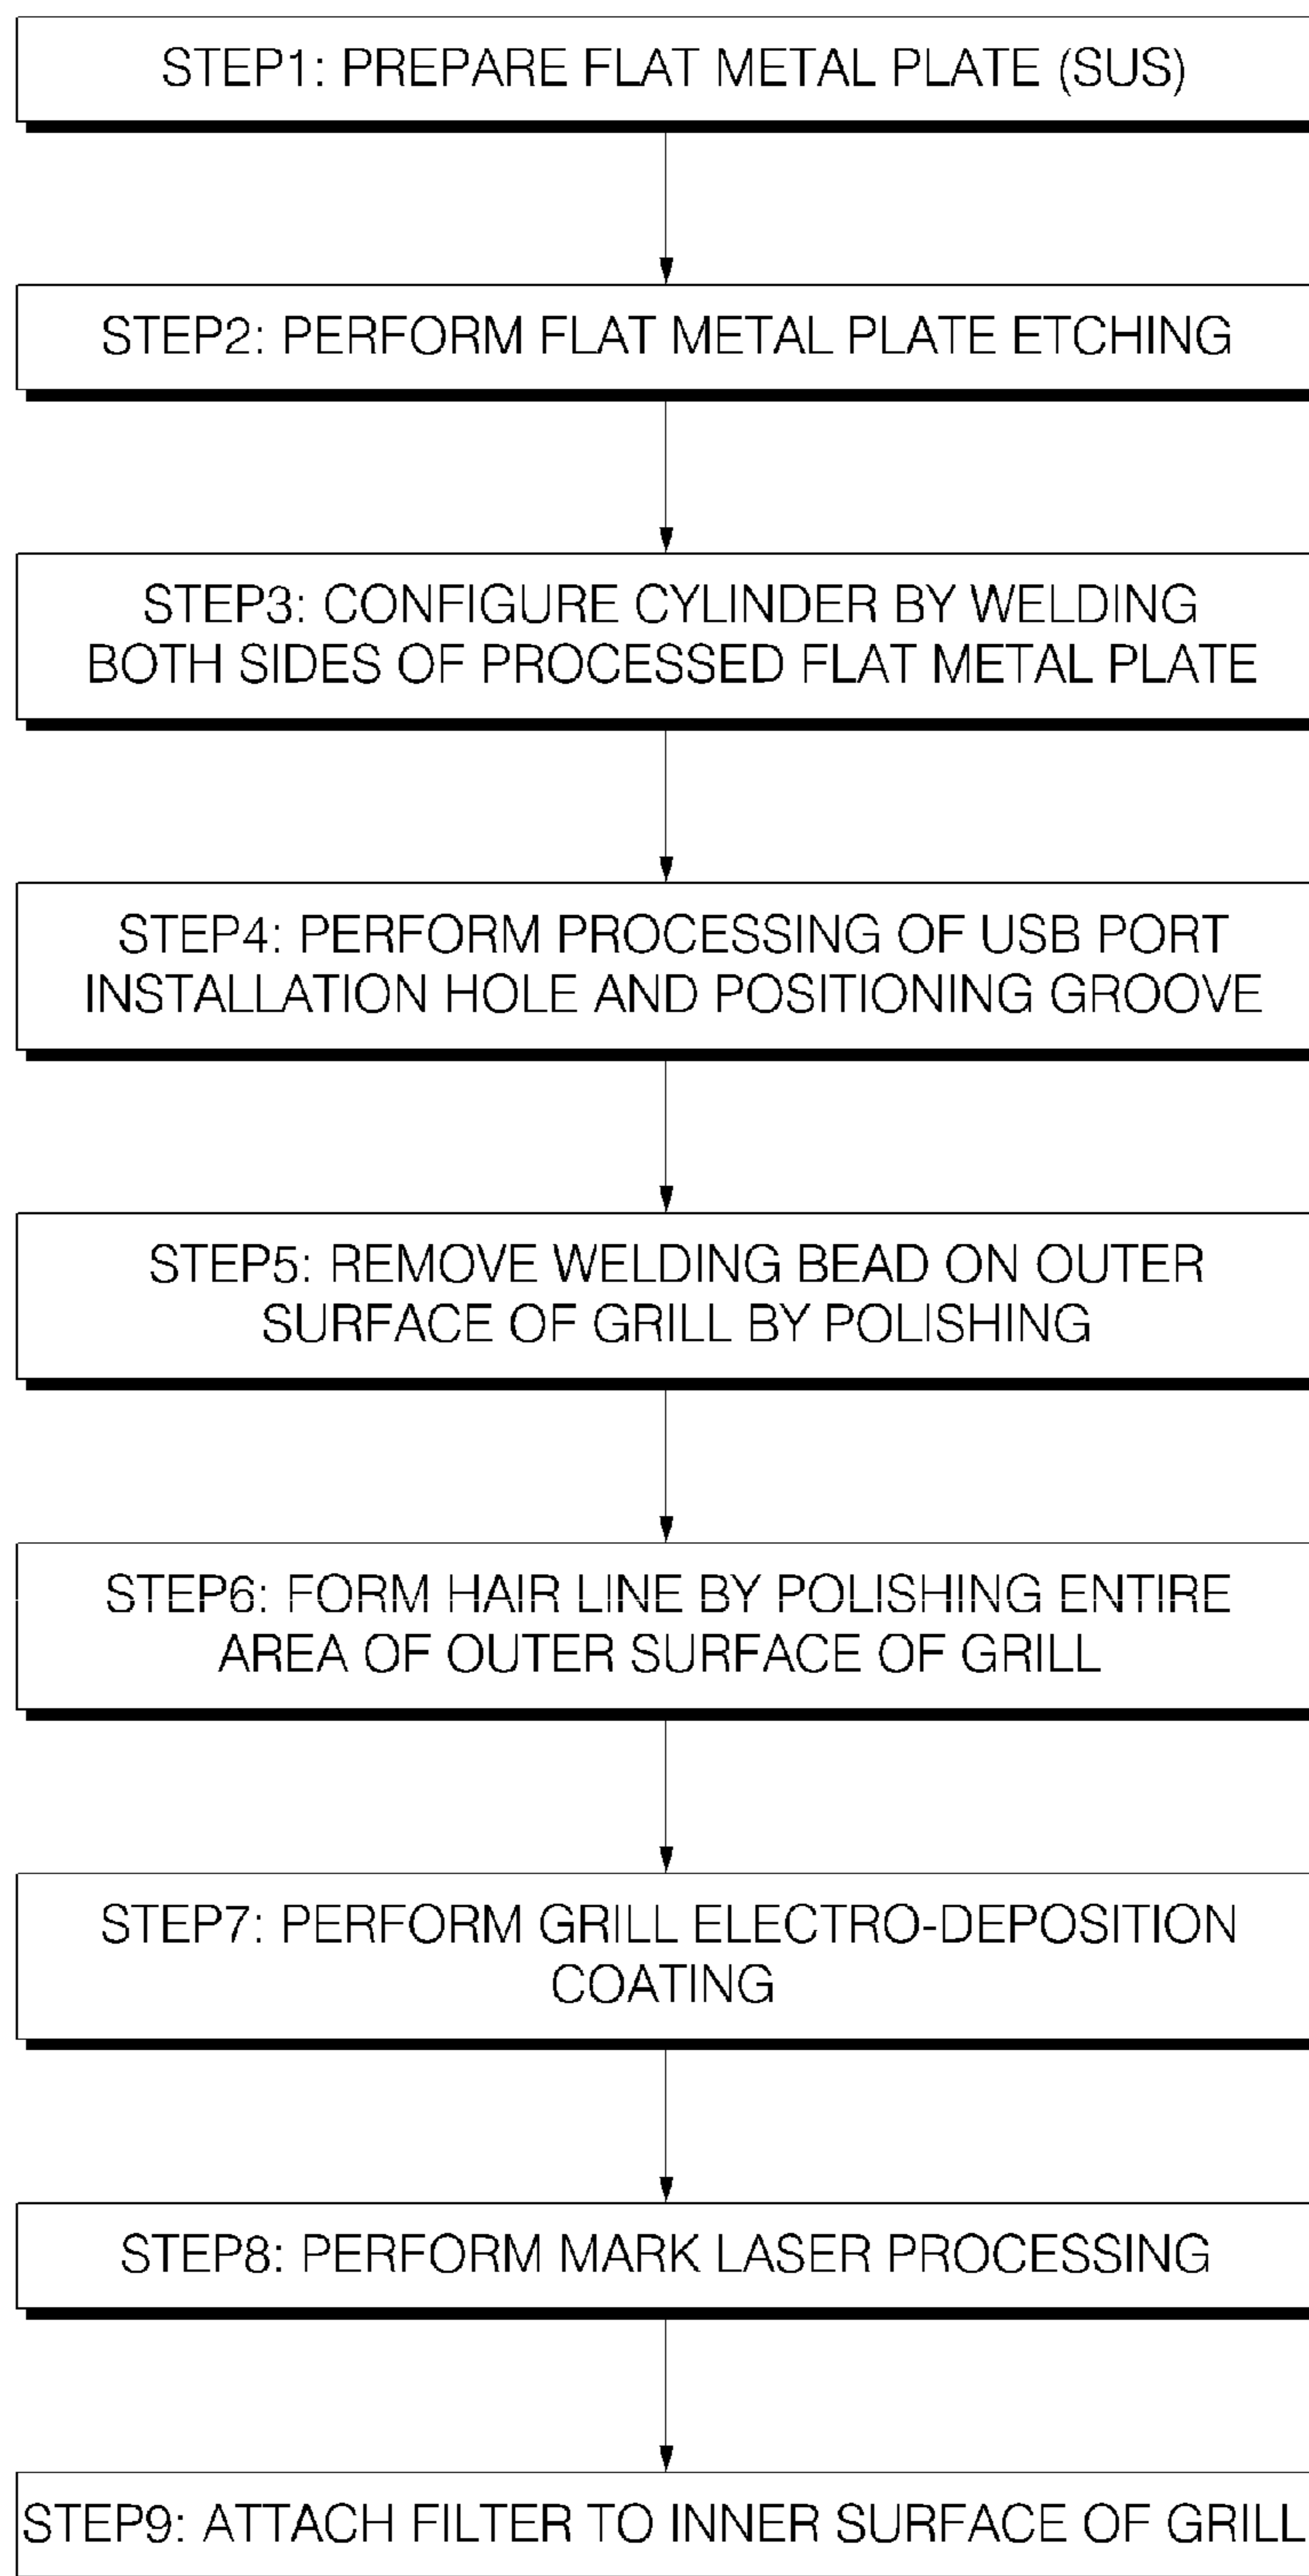 STEP1: PREPARE FLAT METAL PLATE (SUS)
STEP2: PERFORM FLAT METAL PLATE ETCHING
STEP3: CONFIGURE CYLINDER BY WELDING
BOTH SIDES OF PROCESSED FLAT METAL PLATE
STEP4: PERFORM PROCESSING OF USB PORT
INSTALLATION HOLE AND POSITIONING GROOVE
STEP5: REMOVE WELDING BEAD ON OUTER
SURFACE OF GRILL BY POLISHING
STEP6: FORM HAIR LINE BY POLISHING ENTIRE
AREA OF OUTER SURFACE OF GRILL
STEP7: PERFORM GRILL ELECTRO-DEPOSITION
COATING
STEP8: PERFORM MARK LASER PROCESSING
STEP9: ATTACH FILTER TO INNER SURFACE OF GRILL